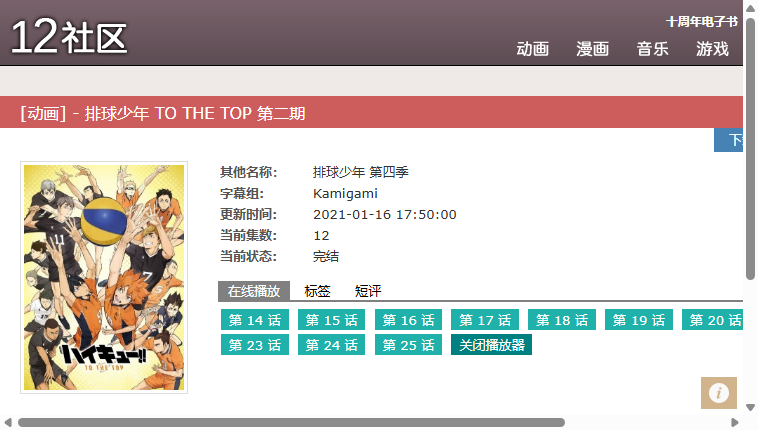 12社区
十周年电子书
动画 漫画 音乐 游戏
[动画] - 排球少年 TO THE TOP 第二期
其他名称: 排球少年 第四季
字幕组: Kamigami
更新时间: 2021-01-16 17:50:00
当前集数: 12
当前状态: 完结
在线播放 标签 短评
第 14 话 第 15 话 第 16 话 第 17 话 第 18 话 第 19 话 第 20 话
第 23 话 第 24 话 第 25 话 关闭播放器
ハイキュー!!
TO THE TOP
i